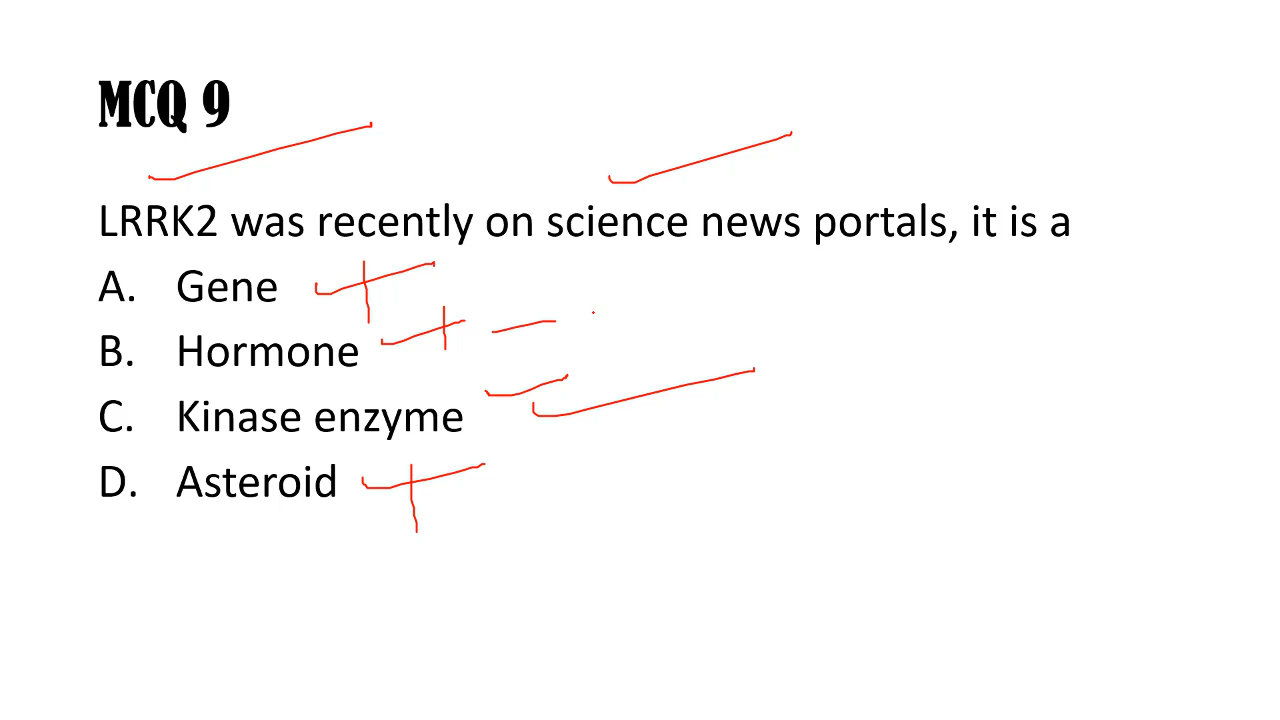 MCQ 9
LRRK2 was recently on science news portals, it is a
A. Gene
B. Hormone
C. Kinase enzyme
D. Asteroid